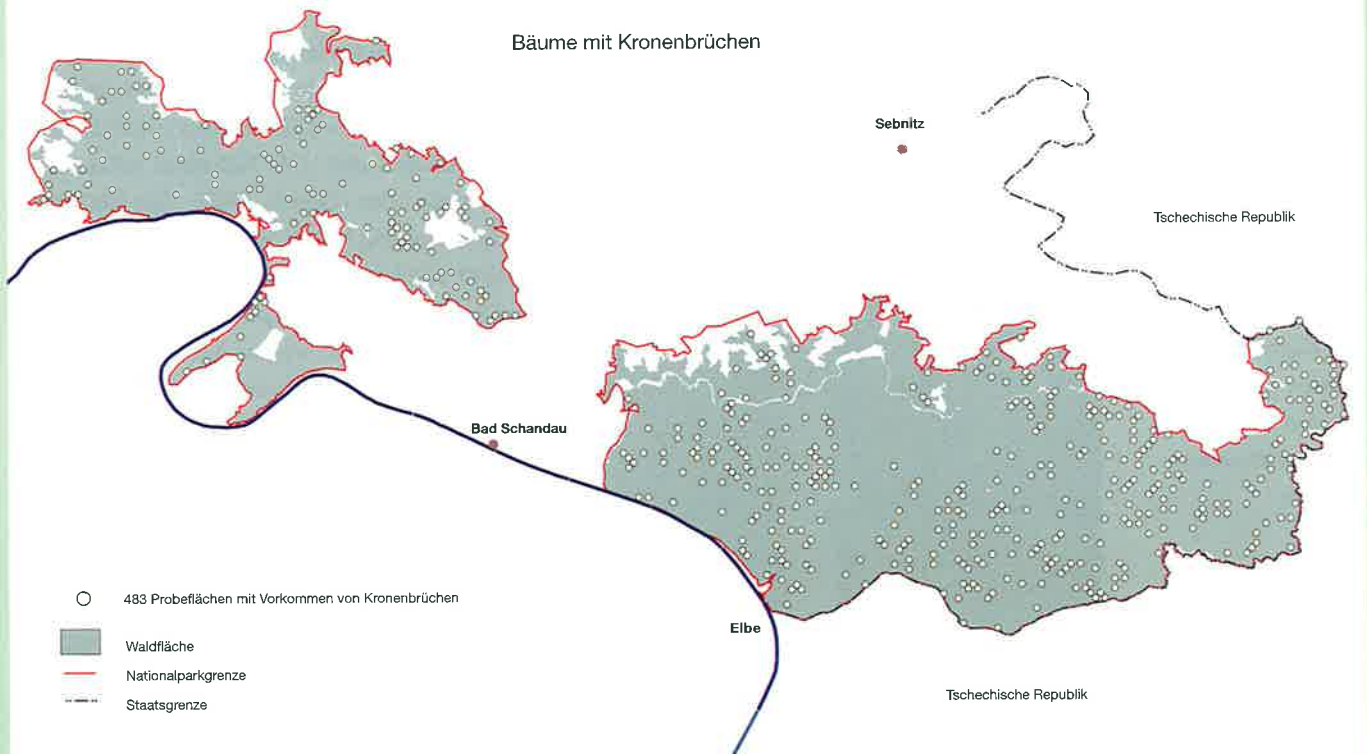 Bäume mit Kronenbrüchen
Sebnitz
Tschechische Republik
Bad Schandau
483 Probeflächen mit Vorkommen von Kronenbrüchen
Elbe
Waldfläche
Nationalparkgrenze
Tschechische Republik
Staatsgrenze